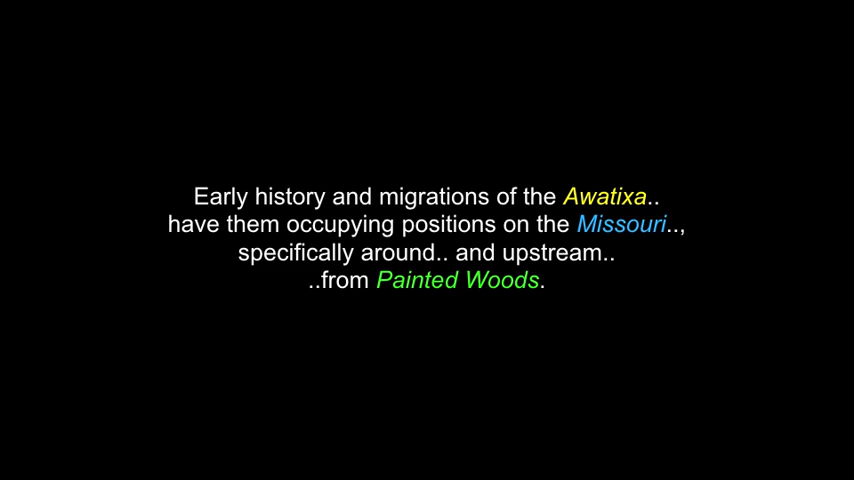 Early history and migrations of the Awatixa..
have them occupying positions on the Missouri..,
specifically around.. and upstream..
..from Painted Woods.